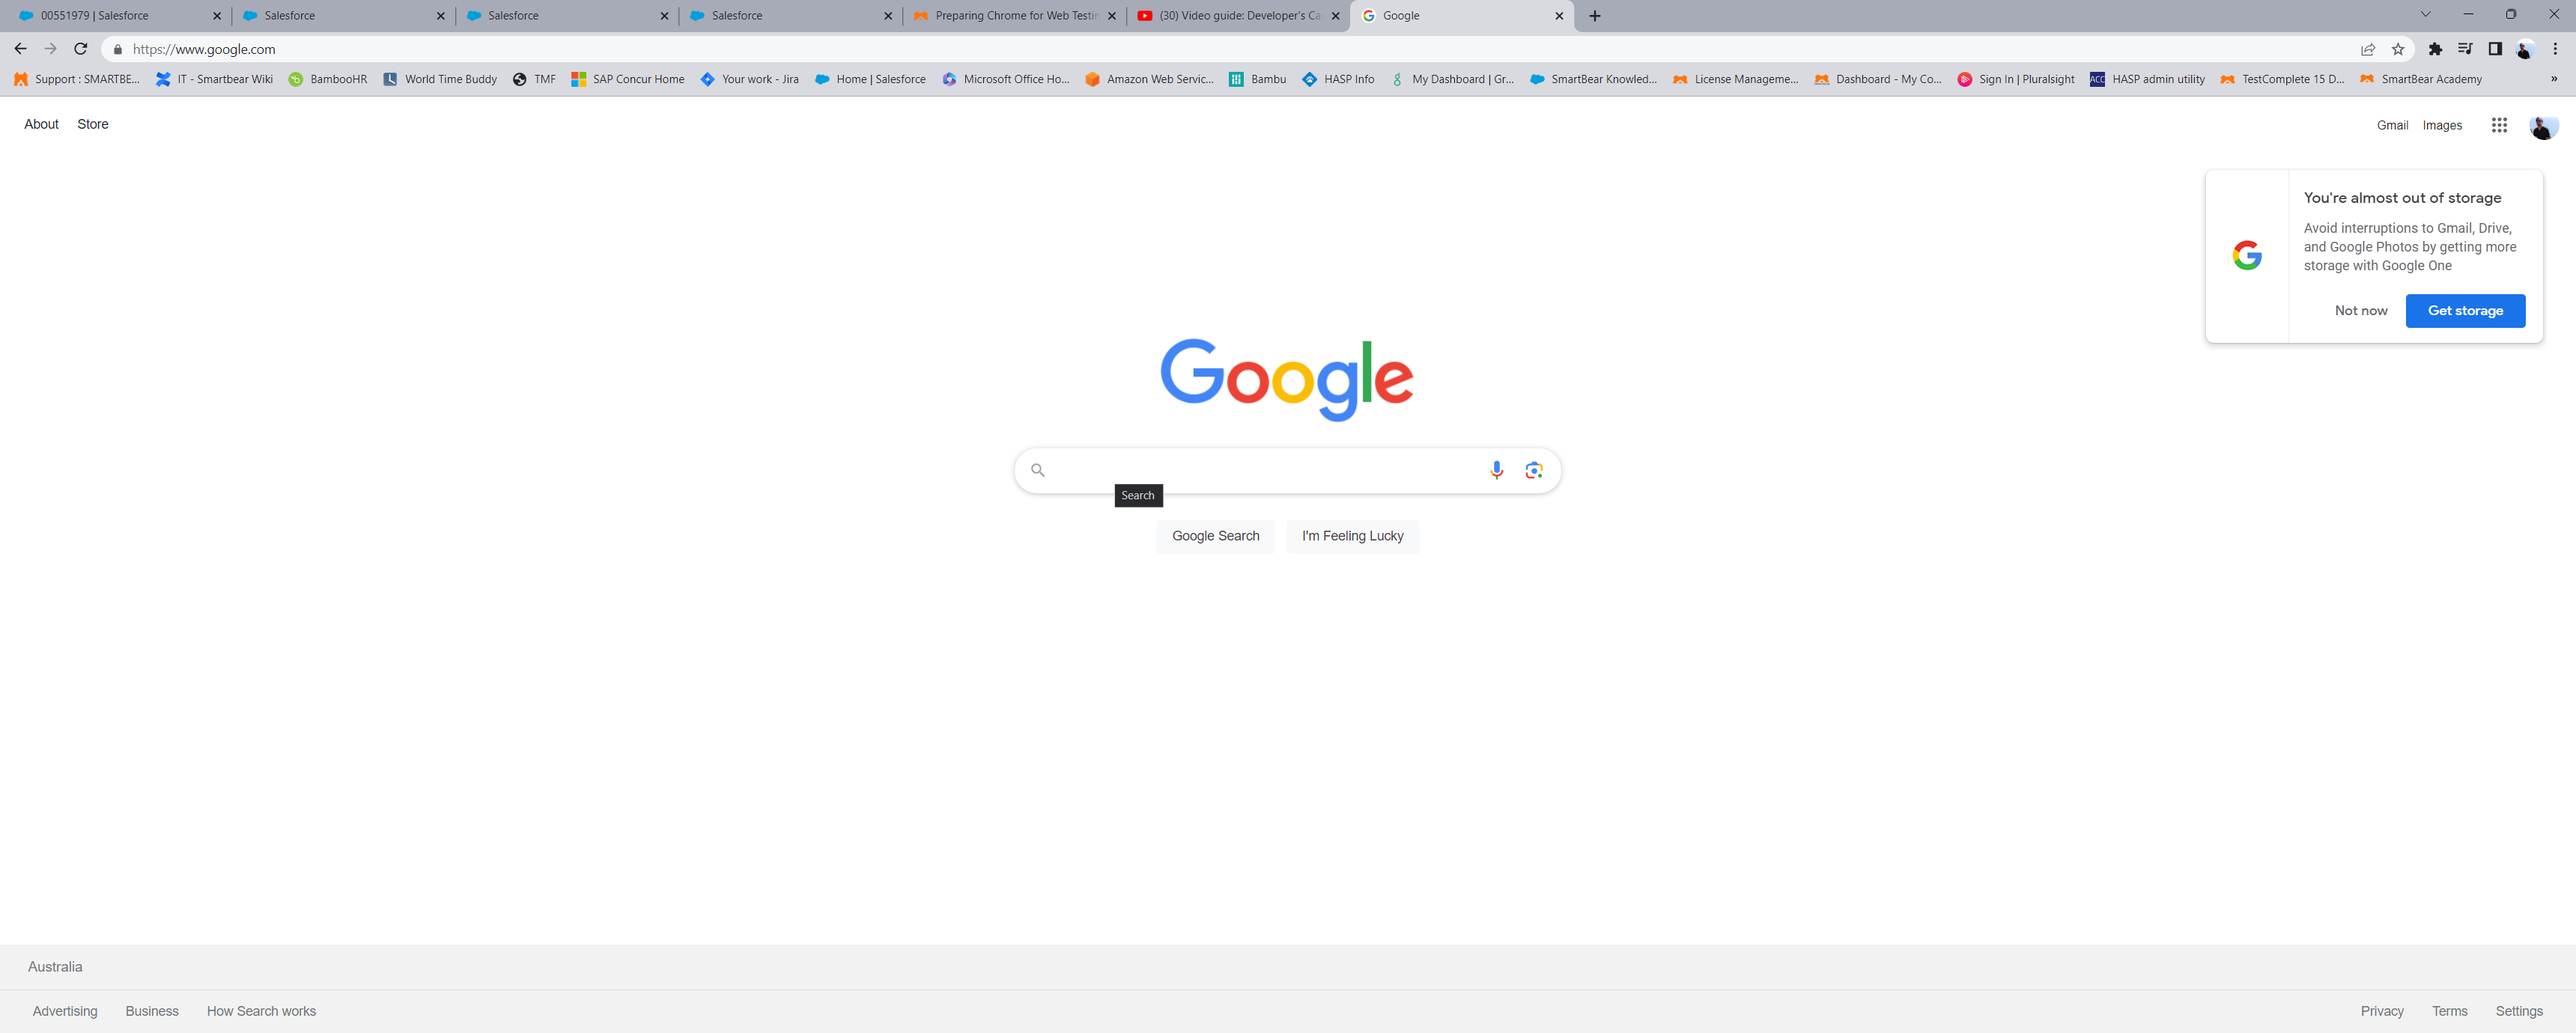 00551979 | Salesforce
Salesforce
Salesforce
Salesforce
Preparing Chrome for Web Testin
(30) Video guide: Developer's Ca
Google
https://www.google.com
Support : SMARTBE...
IT - Smartbear Wiki
BambooHR
World Time Buddy
TMF
SAP Concur Home
Your work - Jira
Home | Salesforce
Microsoft Office Ho...
Amazon Web Servic...
Bambu
HASP Info
My Dashboard | Gr...
SmartBear Knowled...
License Manageme...
Dashboard - My Co...
Sign In | Pluralsight
ACC
HASP admin utility
TestComplete 15 D...
SmartBear Academy
About
Store
Gmail
Images
You're almost out of storage
Avoid interruptions to Gmail, Drive,
and Google Photos by getting more
storage with Google One
Not now
Get storage
Google
Search
Google Search
I'm Feeling Lucky
Australia
Advertising
Business
How Search works
Privacy
Terms
Settings